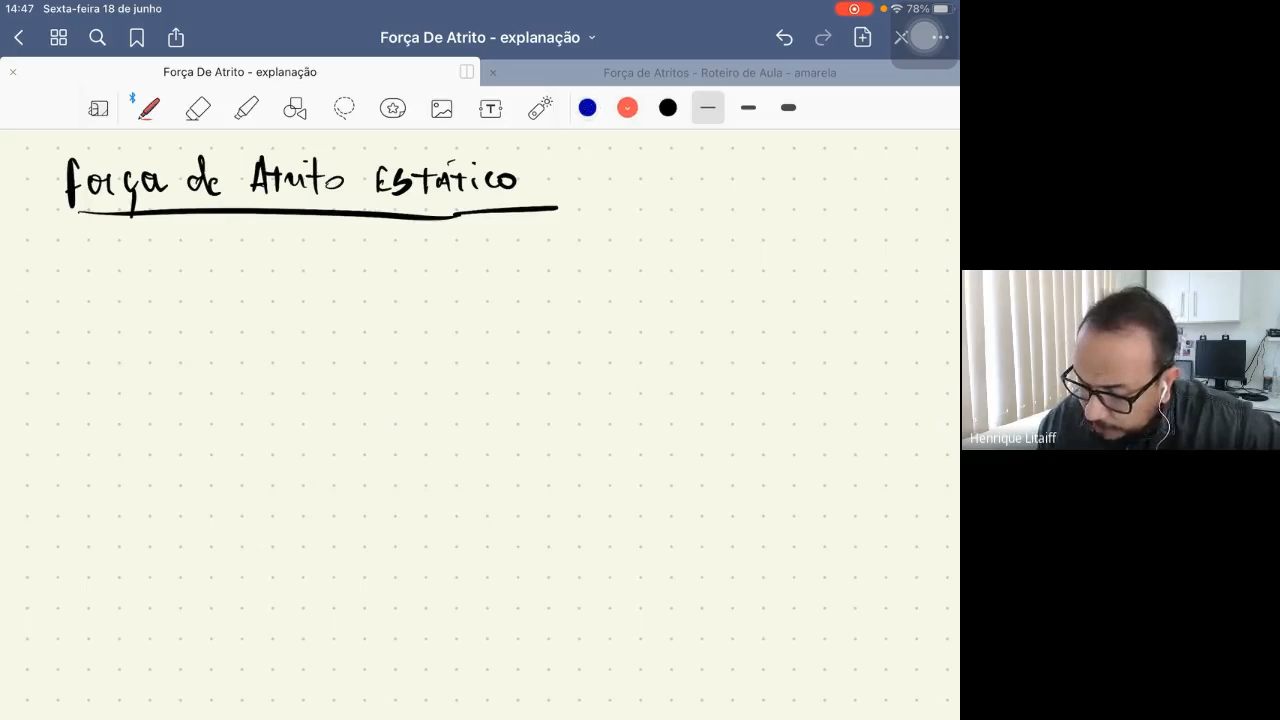 14:47 Sexta-feira 18 de junho
78%
Força De Atrito - explanação
Força De Atrito - explanação
Força de Atritos - Roteiro de Aula - amarela
T
Força de Atrito Estático
Henrique Litaiff